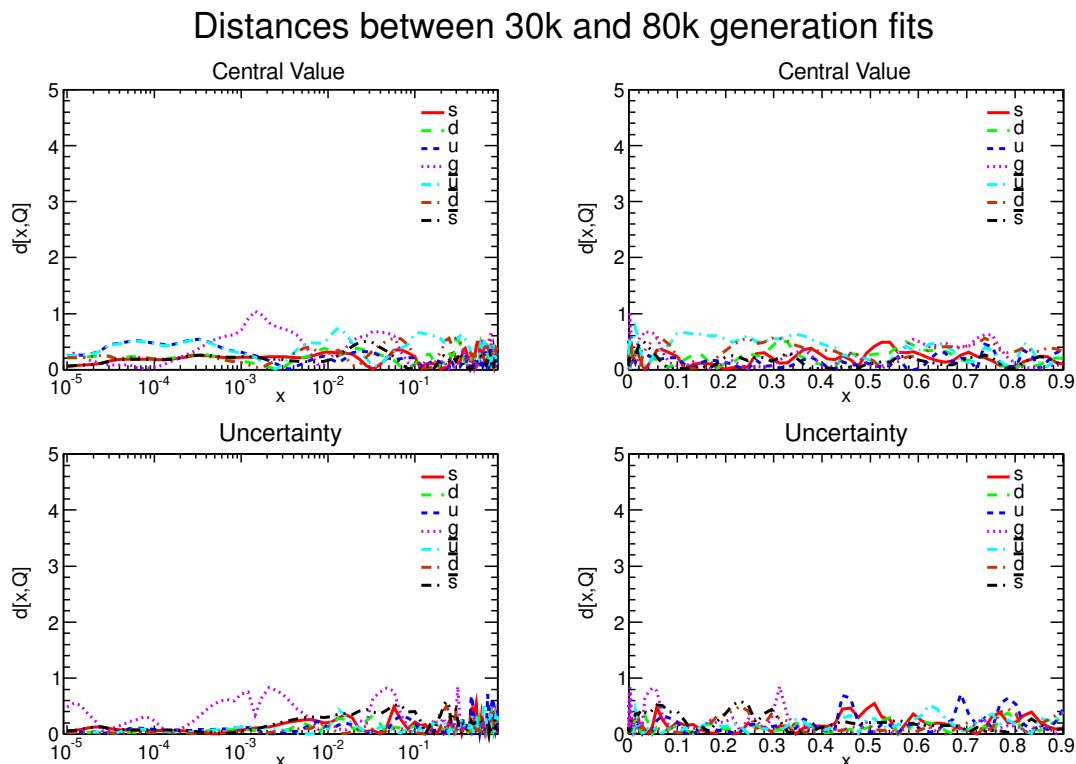 Distances between 30k and 80k generation fits
Central Value
d[x,Q]
5
4
3
2
1
0
s
d
u
g
u̅
d̅
s̅
10⁻⁵ 10⁻⁴ 10⁻³ 10⁻² 10⁻¹
x
Central Value
d[x,Q]
5
4
3
2
1
0
s
d
u
g
u̅
d̅
s̅
0 0.1 0.2 0.3 0.4 0.5 0.6 0.7 0.8 0.9
x
Uncertainty
d[x,Q]
5
4
3
2
1
0
s
d
u
g
u̅
d̅
s̅
10⁻⁵ 10⁻⁴ 10⁻³ 10⁻² 10⁻¹
x
Uncertainty
d[x,Q]
5
4
3
2
1
0
s
d
u
g
u̅
d̅
s̅
0 0.1 0.2 0.3 0.4 0.5 0.6 0.7 0.8 0.9
x